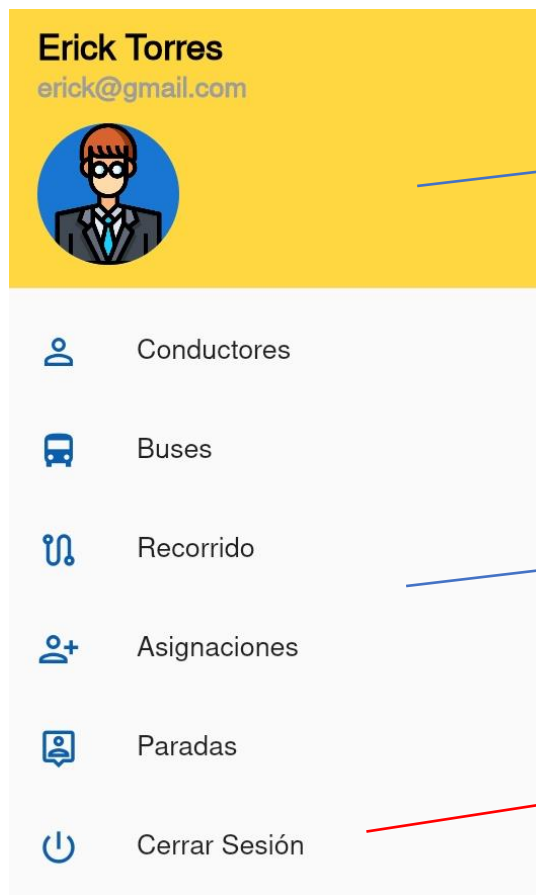 Erick Torres
erick@gmail.com
Conductores
Buses
Recorrido
Asignaciones
Paradas
Cerrar Sesión